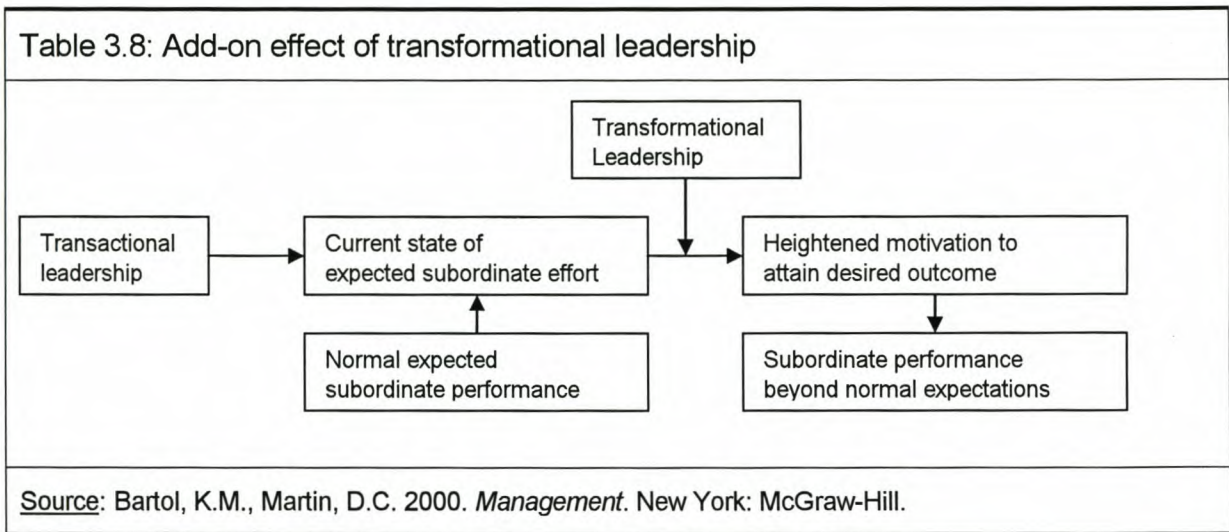 Table 3.8: Add-on effect of transformational leadership
Transformational
Leadership
Transactional
leadership
Current state of
expected subordinate effort
Heightened motivation to
attain desired outcome
Normal expected
subordinate performance
Subordinate performance
beyond normal expectations
Source: Bartol, K.M., Martin, D.C. 2000. Management. New York: McGraw-Hill.